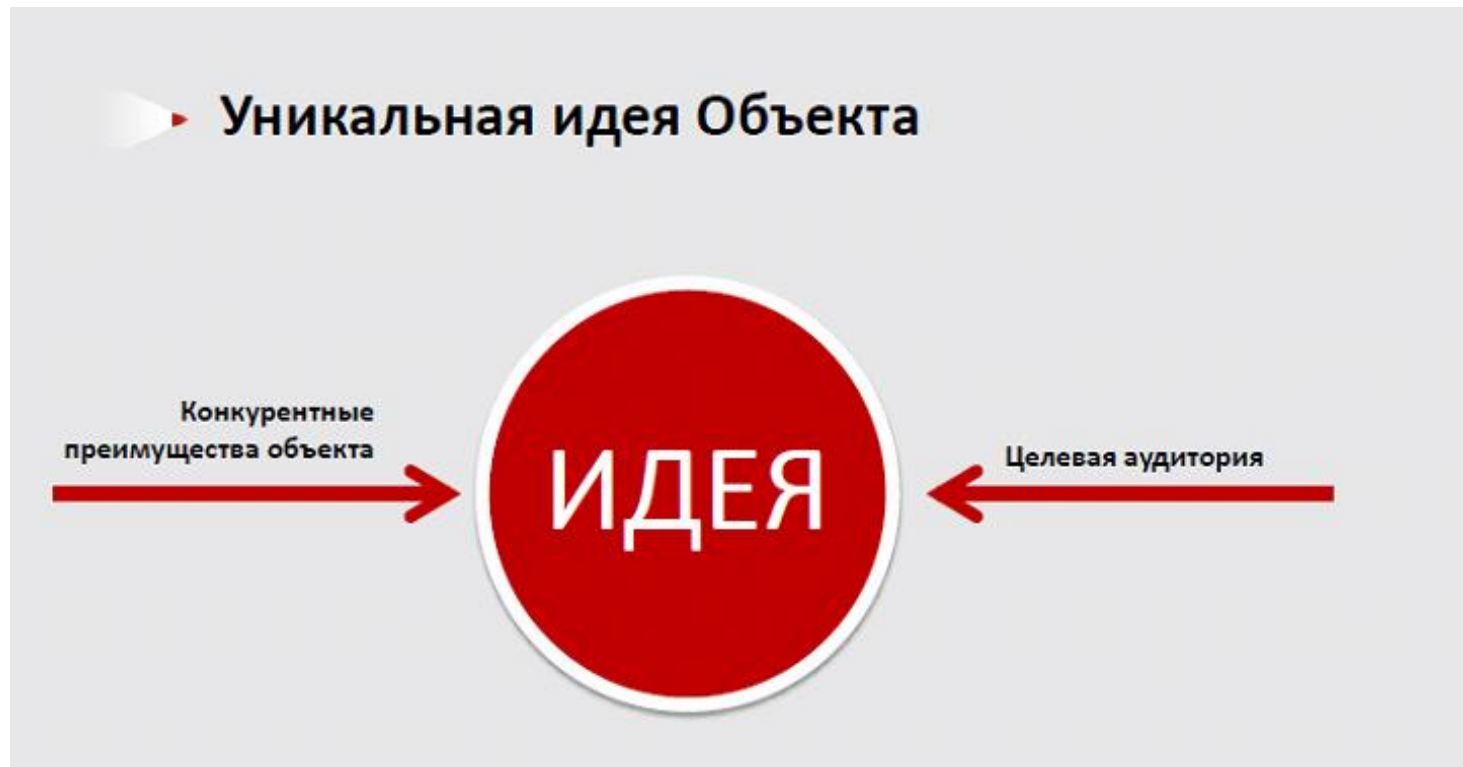 Уникальная идея Объекта
Конкурентные
преимущества объекта
ИДЕЯ
Целевая аудитория